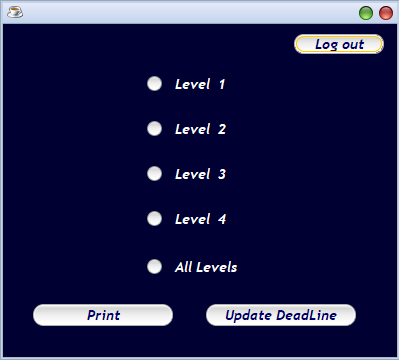 Log out
Level 1
Level 2
Level 3
Level 4
All Levels
Print
Update DeadLine